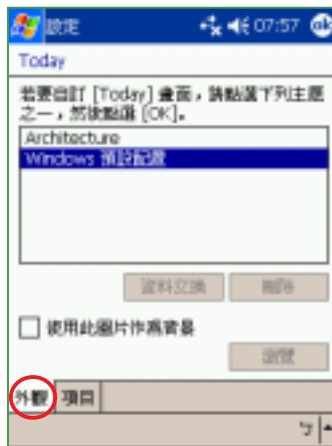 設定 07:57 ok
Today
若要自訂 [Today] 畫面，請點選下列主題
之一，然後點選 [OK]。
Architecture
Windows 預設配置
資料交換 刪除
使用此圖片作為背景
瀏覽
外觀 項目
ㄅ